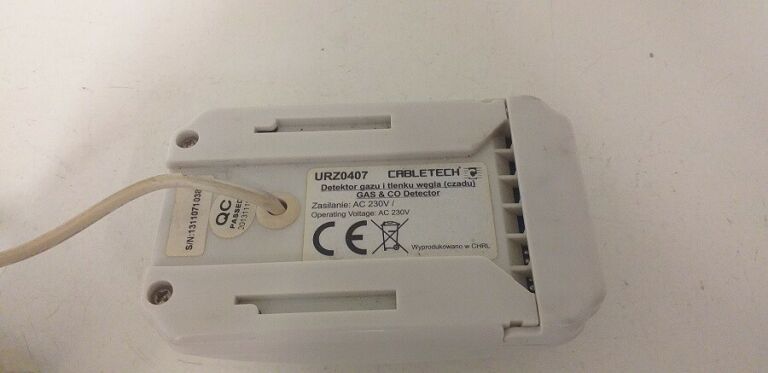 URZ0407 CABLETECH
Detektor gazu i tlenku węgla (czadu)
GAS & CO Detector
Zasilanie: AC 230V /
Operating Voltage: AC 230V
CE
Wyprodukowano w CHRL
QC
PASSED
S/N:1311071038